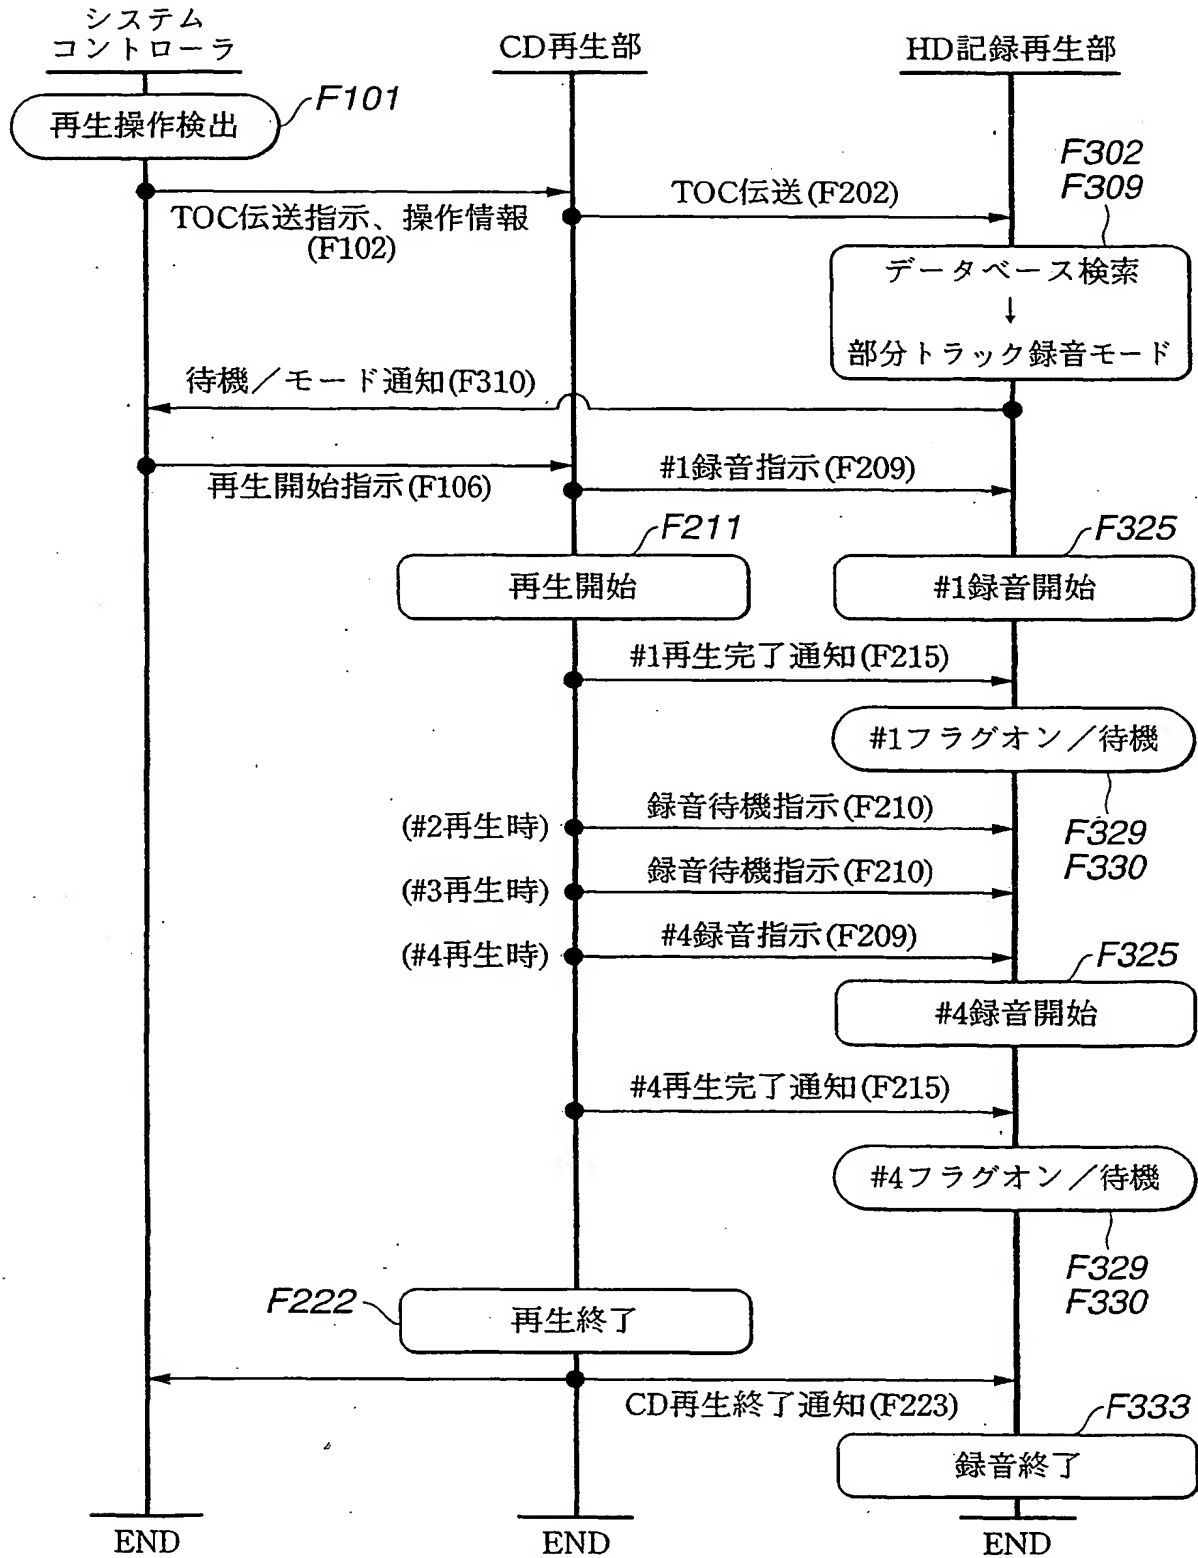 システム
コントローラ
CD再生部
HD記録再生部
再生操作検出
F101
TOC伝送指示、操作情報
(F102)
TOC伝送(F202)
F302
F309
データベース検索
↓
部分トラック録音モード
待機／モード通知(F310)
再生開始指示(F106)
#1録音指示(F209)
F211
再生開始
F325
#1録音開始
#1再生完了通知(F215)
#1フラグオン／待機
F329
F330
(#2再生時)
録音待機指示(F210)
(#3再生時)
録音待機指示(F210)
(#4再生時)
#4録音指示(F209)
F325
#4録音開始
#4再生完了通知(F215)
#4フラグオン／待機
F329
F330
F222
再生終了
CD再生終了通知(F223)
F333
録音終了
END
END
END